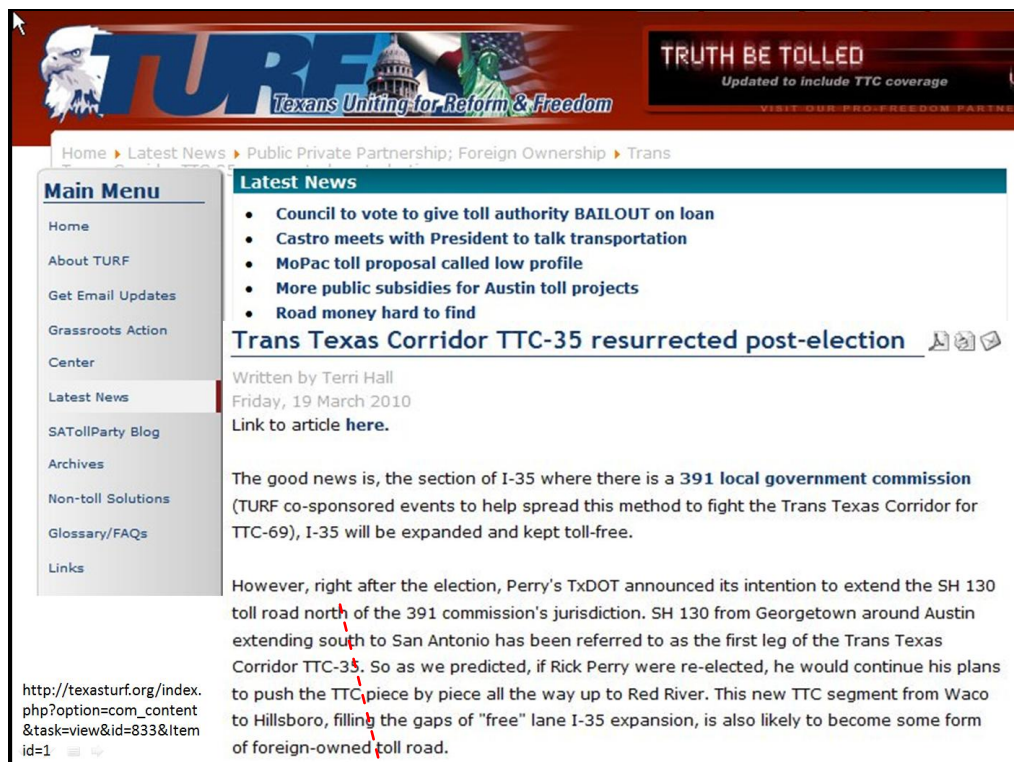 TURF
Texans Uniting for Reform & Freedom
TRUTH BE TOLLED
Updated to include TTC coverage
VISIT OUR PRO-FREEDOM PARTNE
Home Latest News Public Private Partnership; Foreign Ownership Trans
Main Menu
Home
About TURF
Get Email Updates
Grassroots Action
Center
Latest News
SATollParty Blog
Archives
Non-toll Solutions
Glossary/FAQs
Links
Latest News
• Council to vote to give toll authority BAILOUT on loan
• Castro meets with President to talk transportation
• MoPac toll proposal called low profile
• More public subsidies for Austin toll projects
• Road money hard to find
Trans Texas Corridor TTC-35 resurrected post-election
Written by Terri Hall
Friday, 19 March 2010
Link to article here.
The good news is, the section of I-35 where there is a 391 local government commission
(TURF co-sponsored events to help spread this method to fight the Trans Texas Corridor for
TTC-69), I-35 will be expanded and kept toll-free.
However, right after the election, Perry's TxDOT announced its intention to extend the SH 130
toll road north of the 391 commission's jurisdiction. SH 130 from Georgetown around Austin
extending south to San Antonio has been referred to as the first leg of the Trans Texas
Corridor TTC-35. So as we predicted, if Rick Perry were re-elected, he would continue his plans
to push the TTC piece by piece all the way up to Red River. This new TTC segment from Waco
to Hillsboro, filling the gaps of "free" lane I-35 expansion, is also likely to become some form
of foreign-owned toll road.
http://texasturf.org/index.
php?option=com_content
&task=view&id=833&Item
id=1